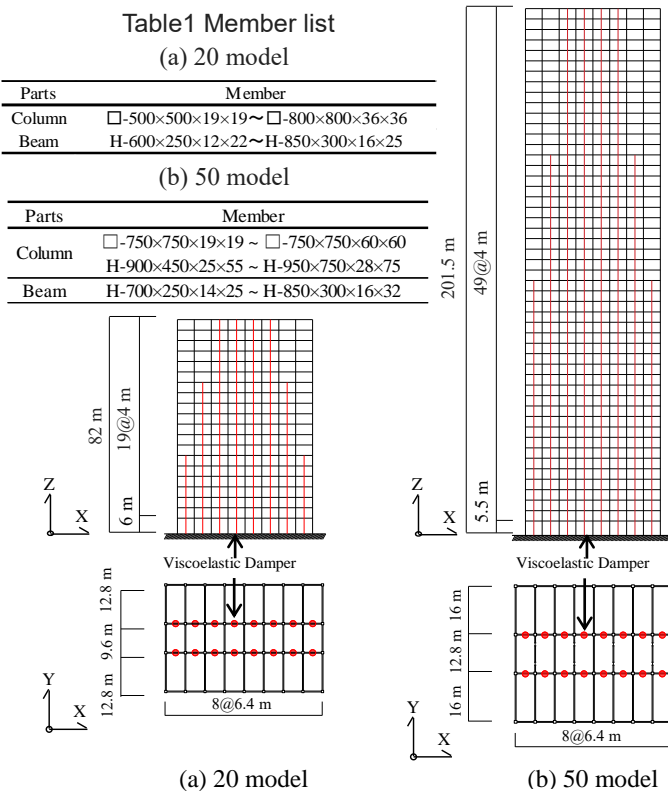 Table1 Member list
(a) 20 model
Parts Member
Column □-500×500×19×19～□-800×800×36×36
Beam H-600×250×12×22～H-850×300×16×25
(b) 50 model
Parts Member
Column □-750×750×19×19 ~ □-750×750×60×60
H-900×450×25×55 ~ H-950×750×28×75
Beam H-700×250×14×25 ~ H-850×300×16×32
82 m
19@4 m
6 m
Z
X
201.5 m
49@4 m
5.5 m
Z
X
Viscoelastic Damper
12.8 m
9.6 m
12.8 m
Y
X
8@6.4 m
(a) 20 model
Viscoelastic Damper
16 m
12.8 m
16 m
Y
X
8@6.4 m
(b) 50 model